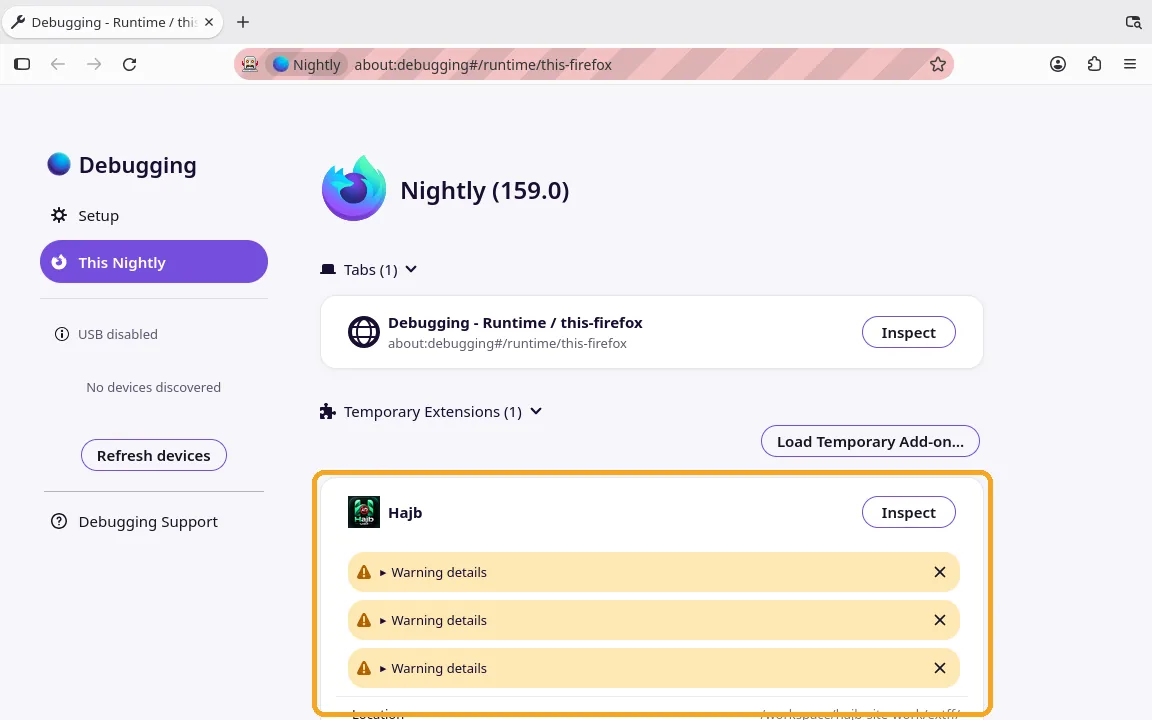 Debugging - Runtime / this
Nightly
about:debugging#/runtime/this-firefox
Debugging
Setup
This Nightly
USB disabled
No devices discovered
Refresh devices
Debugging Support
Nightly (159.0)
Tabs (1)
Debugging - Runtime / this-firefox
about:debugging#/runtime/this-firefox
Inspect
Temporary Extensions (1)
Load Temporary Add-on...
Hajb
Inspect
Warning details
Warning details
Warning details
Location